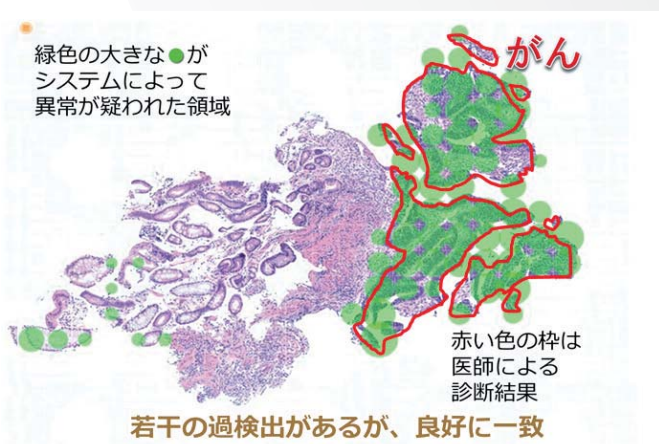 緑色の大きな●が
システムによって
異常が疑われた領域
がん
赤い色の枠は
医師による
診断結果
若干の過検出があるが、良好に一致